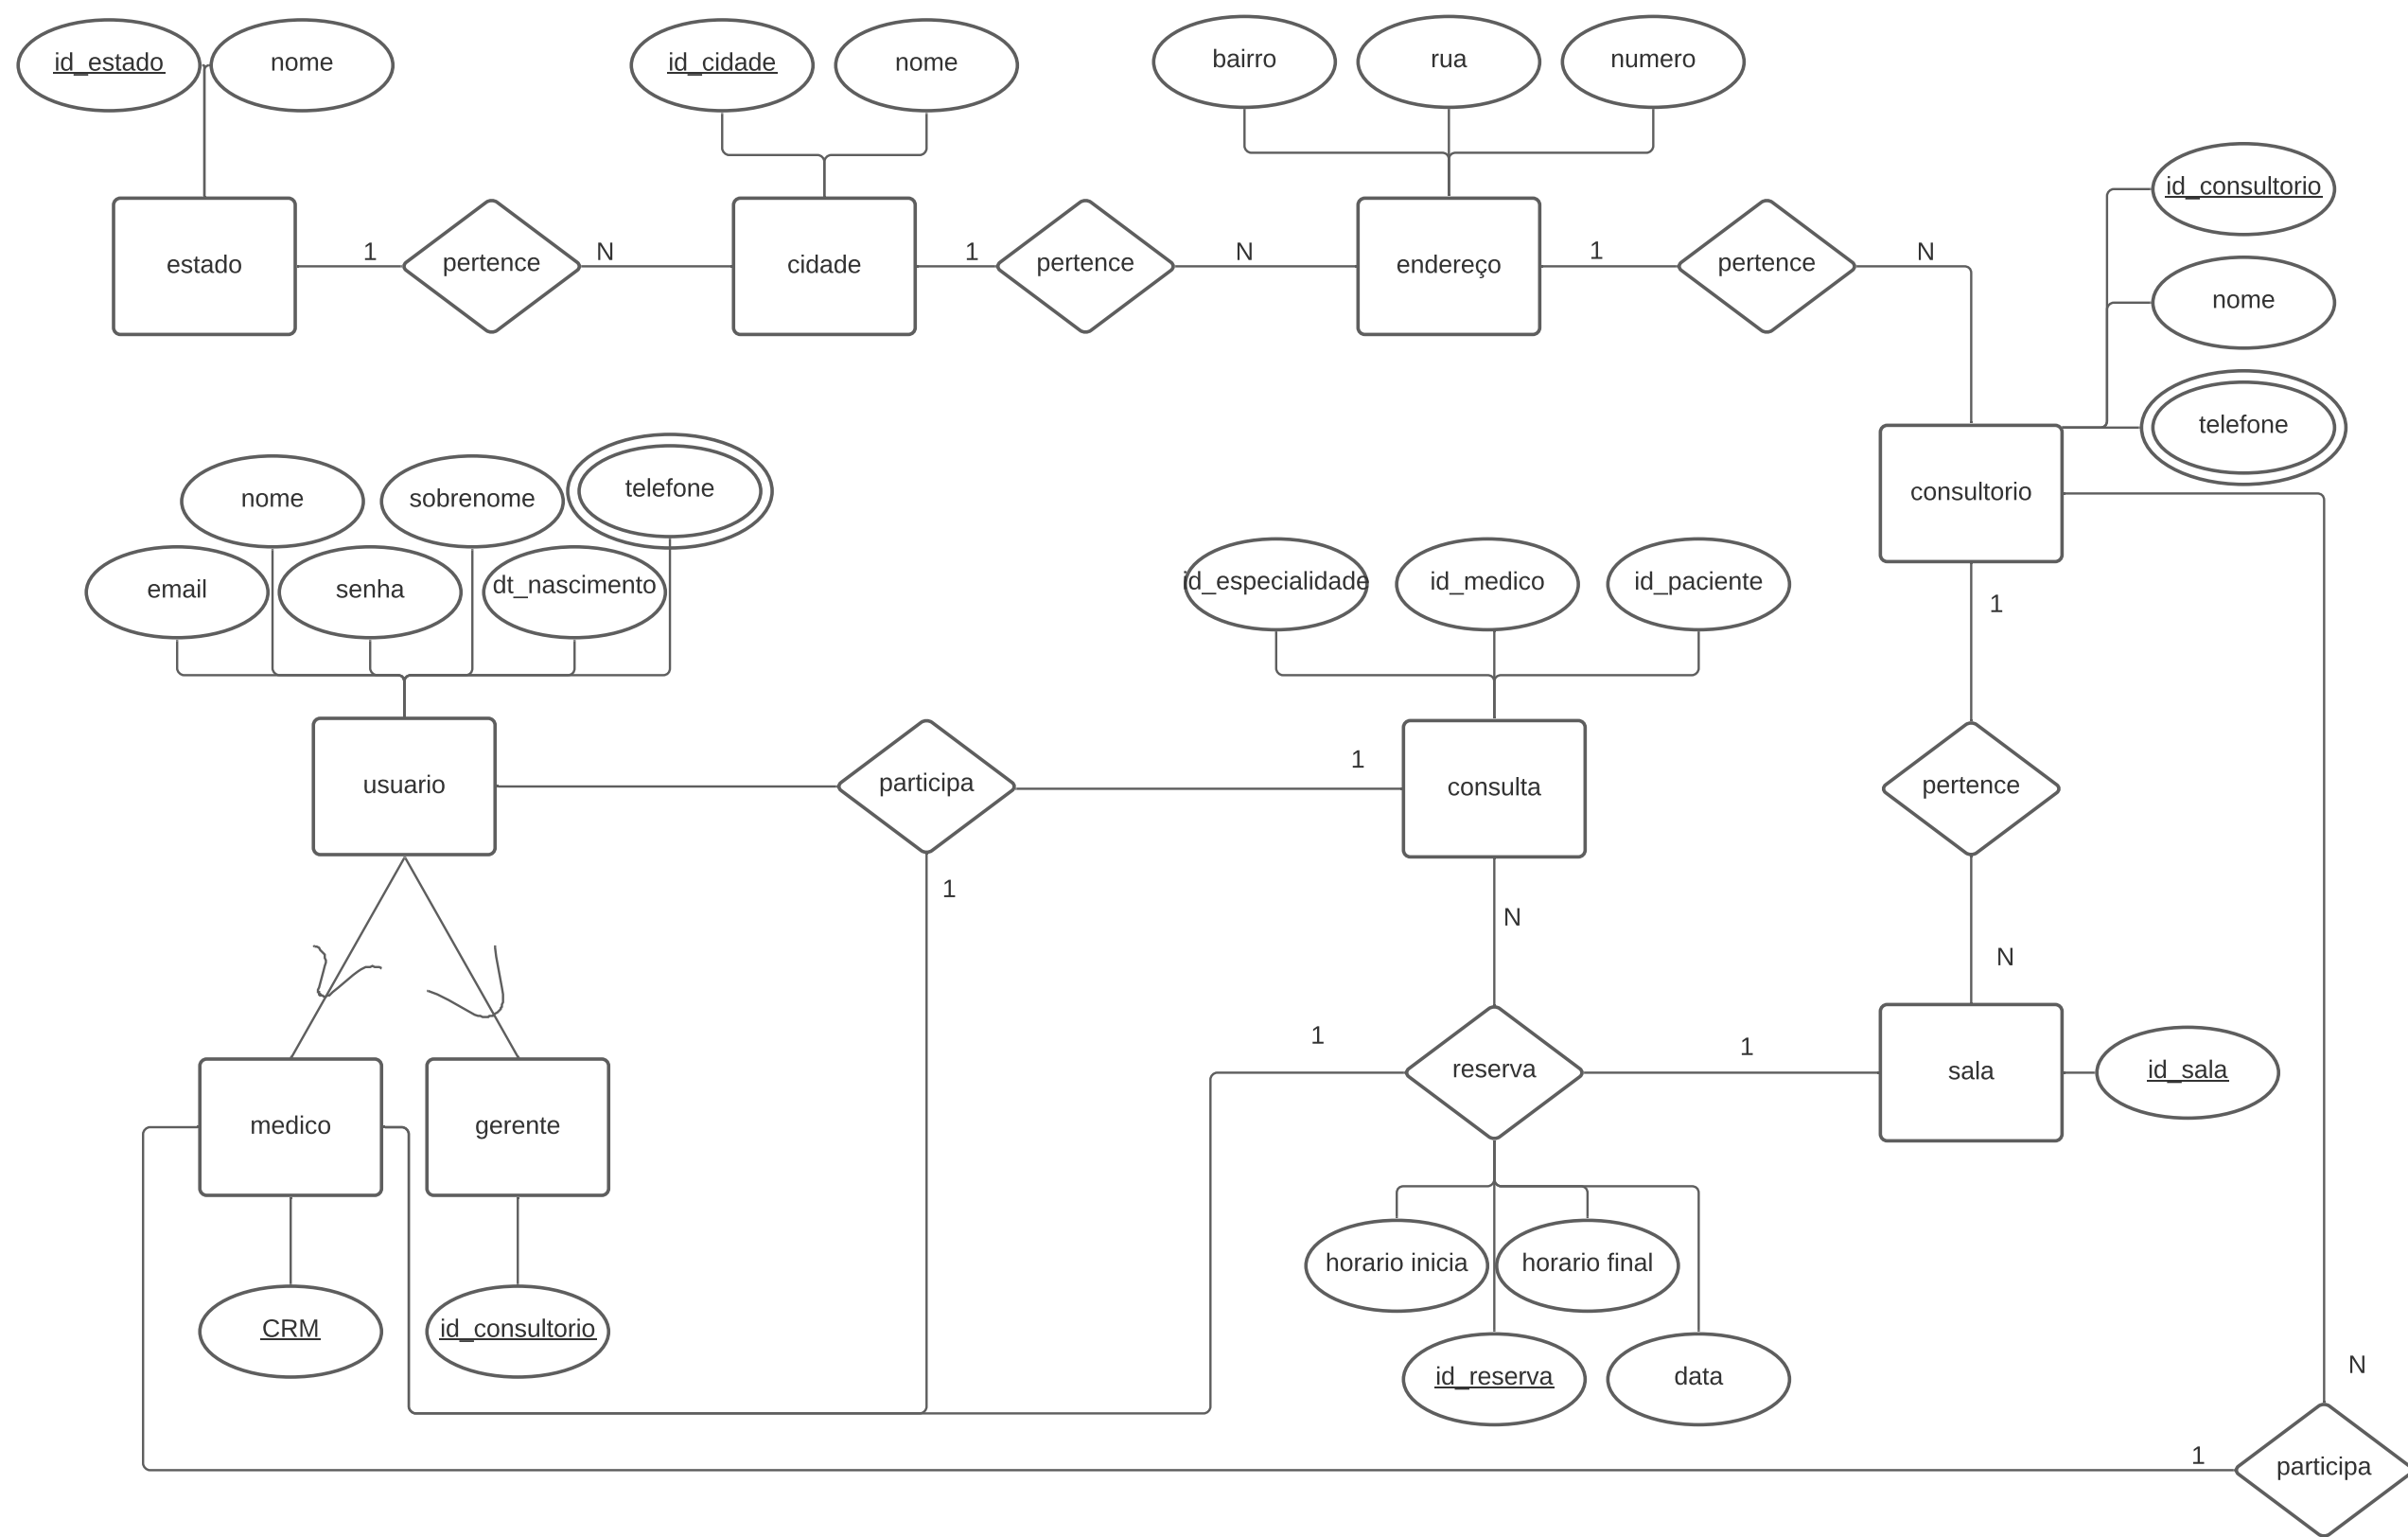 id_estado
nome
id_cidade
nome
bairro
rua
numero
id_consultorio
estado
1
pertence
N
cidade
1
pertence
N
endereço
1
pertence
N
nome
telefone
consultorio
nome
sobrenome
telefone
email
senha
dt_nascimento
id_especialidade
id_medico
id_paciente
1
usuario
participa
1
consulta
pertence
1
N
N
1
reserva
1
sala
id_sala
medico
gerente
horario inicia
horario final
CRM
id_consultorio
id_reserva
data
N
1
participa